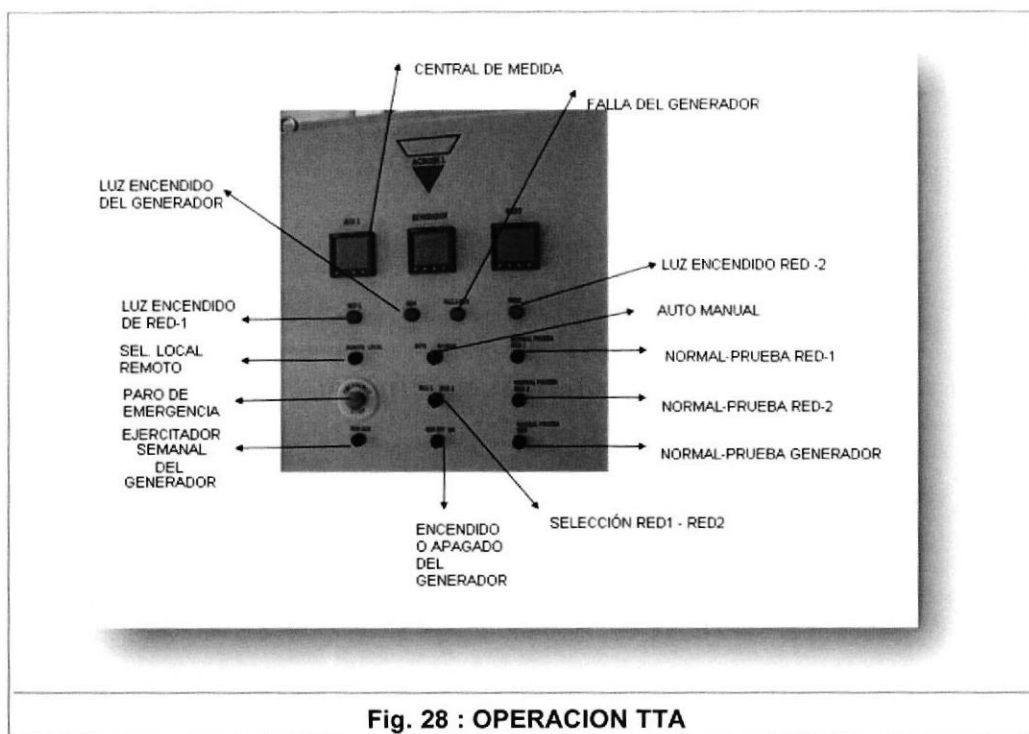 CENTRAL DE MEDIDA
FALLA DEL GENERADOR
LUZ ENCENDIDO
DEL GENERADOR
GENERADOR
LUZ ENCENDIDO RED -2
LUZ ENCENDIDO
DE RED-1
AUTO MANUAL
SEL. LOCAL
REMOTO
NORMAL-PRUEBA RED-1
PARO DE
EMERGENCIA
NORMAL-PRUEBA RED-2
EJERCITADOR
SEMANAL
DEL
GENERADOR
NORMAL-PRUEBA GENERADOR
SELECCIÓN RED1 - RED2
ENCENDIDO
O APAGADO
DEL
GENERADOR
Fig. 28 : OPERACION TTA